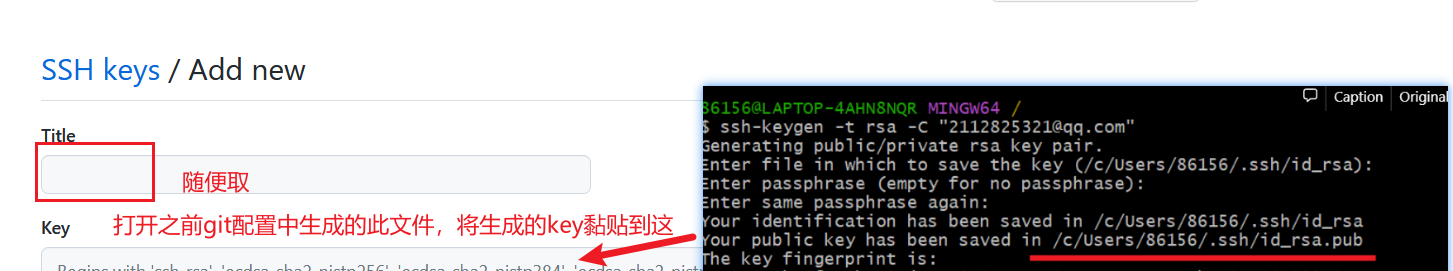 SSH keys / Add new
Title
随便取
Key
打开之前git配置中生成的此文件，将生成的key黏贴到这
Begins with 'ssh-rsa', 'ecdsa-sha2-nistp256', 'ecdsa-sha2-nistp384', 'ecdsa-sha2-nist
Caption
Original
86156@LAPTOP-4AHN8NQR MINGW64 /
$ ssh-keygen -t rsa -C "2112825321@qq.com"
Generating public/private rsa key pair.
Enter file in which to save the key (/c/Users/86156/.ssh/id_rsa):
Enter passphrase (empty for no passphrase):
Enter same passphrase again:
Your identification has been saved in /c/Users/86156/.ssh/id_rsa
Your public key has been saved in /c/Users/86156/.ssh/id_rsa.pub
The key fingerprint is: